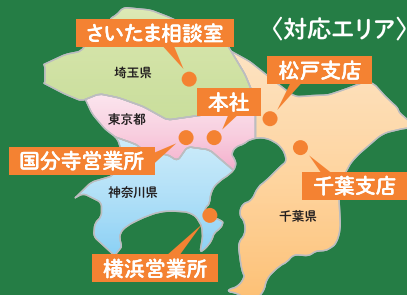 〈対応エリア〉
さいたま相談室
松戸支店
埼玉県
本社
東京都
国分寺営業所
千葉支店
神奈川県
千葉県
横浜営業所